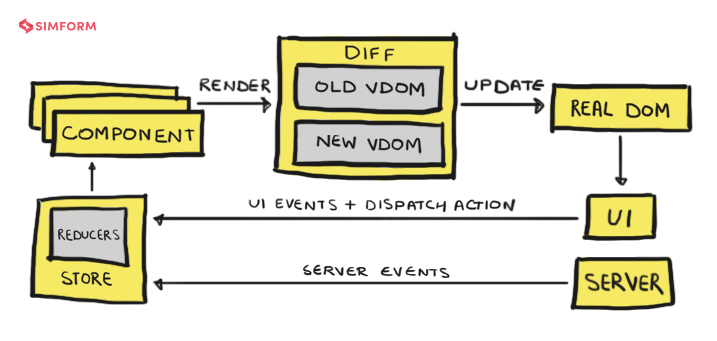 SIMFORM
DIFF
OLD VDOM
NEW VDOM
RENDER
UPDATE
COMPONENT
REAL DOM
UI EVENTS + DISPATCH ACTION
UI
REDUCERS
STORE
SERVER EVENTS
SERVER